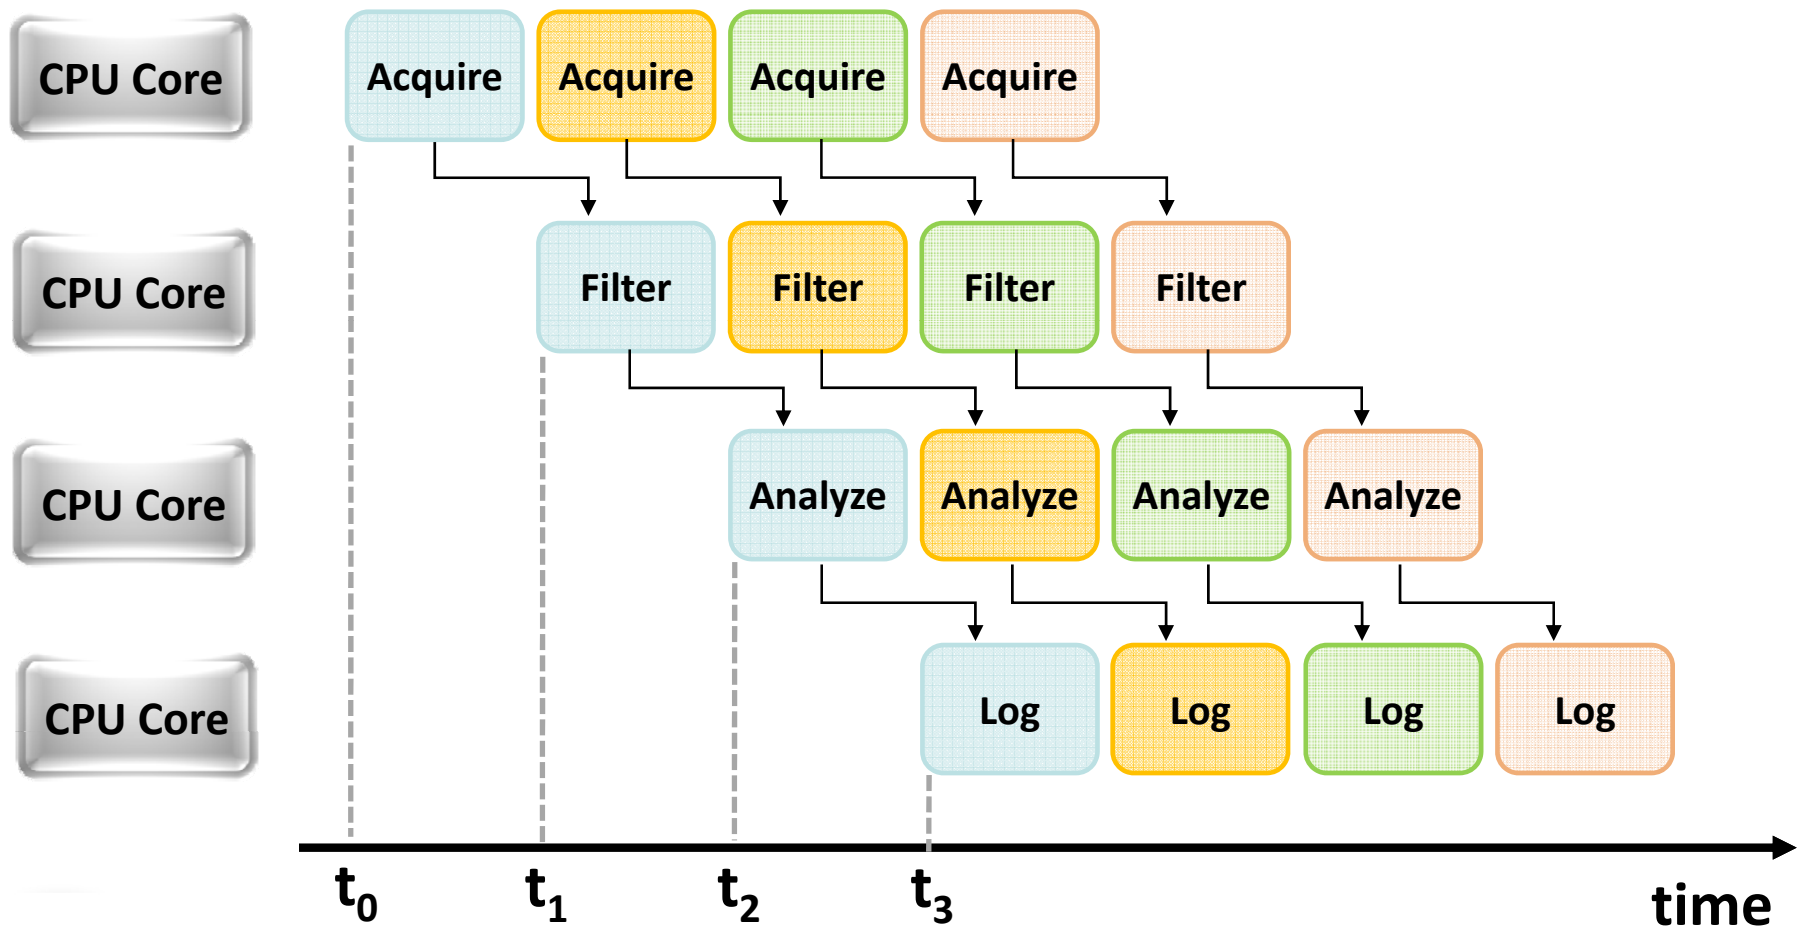 CPU Core Acquire Acquire Acquire Acquire
CPU Core Filter Filter Filter Filter
CPU Core Analyze Analyze Analyze Analyze
CPU Core Log Log Log Log
t0 t1 t2 t3 time